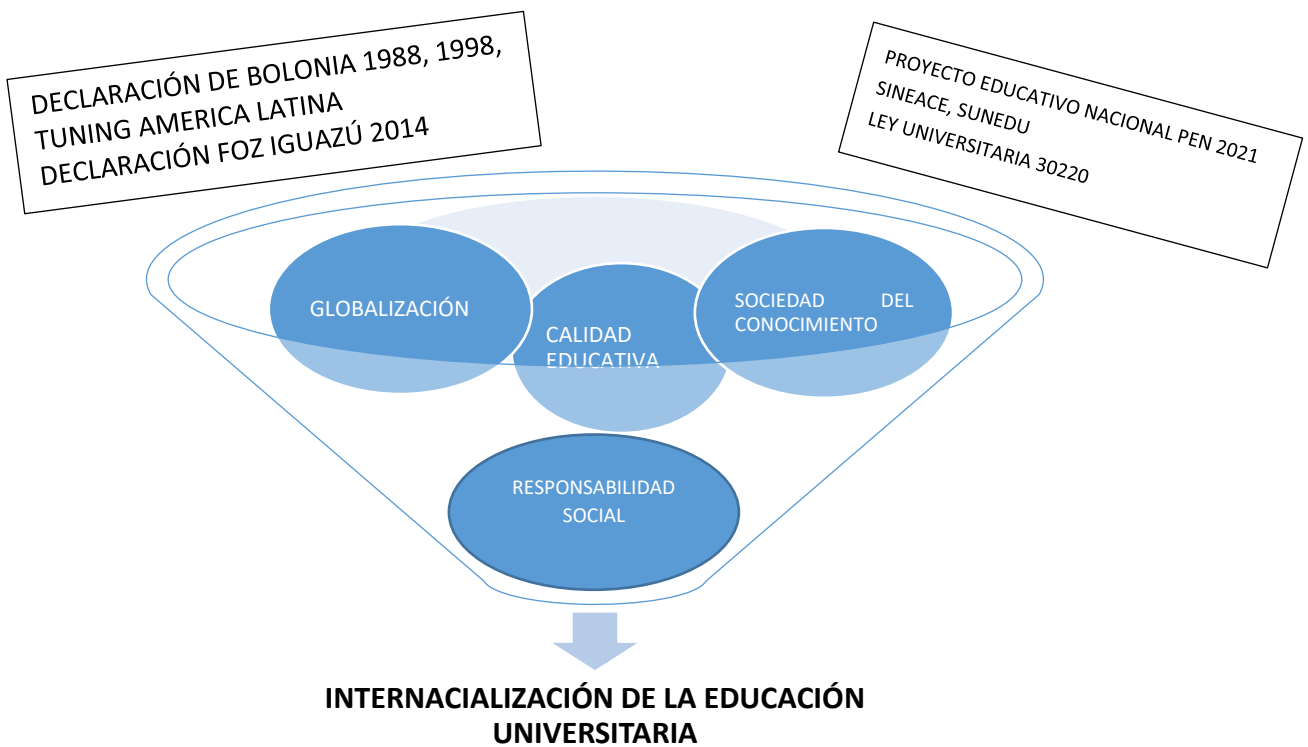 DECLARACIÓN DE BOLONIA 1988, 1998,
TUNING AMERICA LATINA
DECLARACIÓN FOZ IGUAZÚ 2014
PROYECTO EDUCATIVO NACIONAL PEN 2021
SINEACE, SUNEDU
LEY UNIVERSITARIA 30220
GLOBALIZACIÓN
CALIDAD
EDUCATIVA
SOCIEDAD DEL
CONOCIMIENTO
RESPONSABILIDAD
SOCIAL
INTERNACIALIZACIÓN DE LA EDUCACIÓN
UNIVERSITARIA